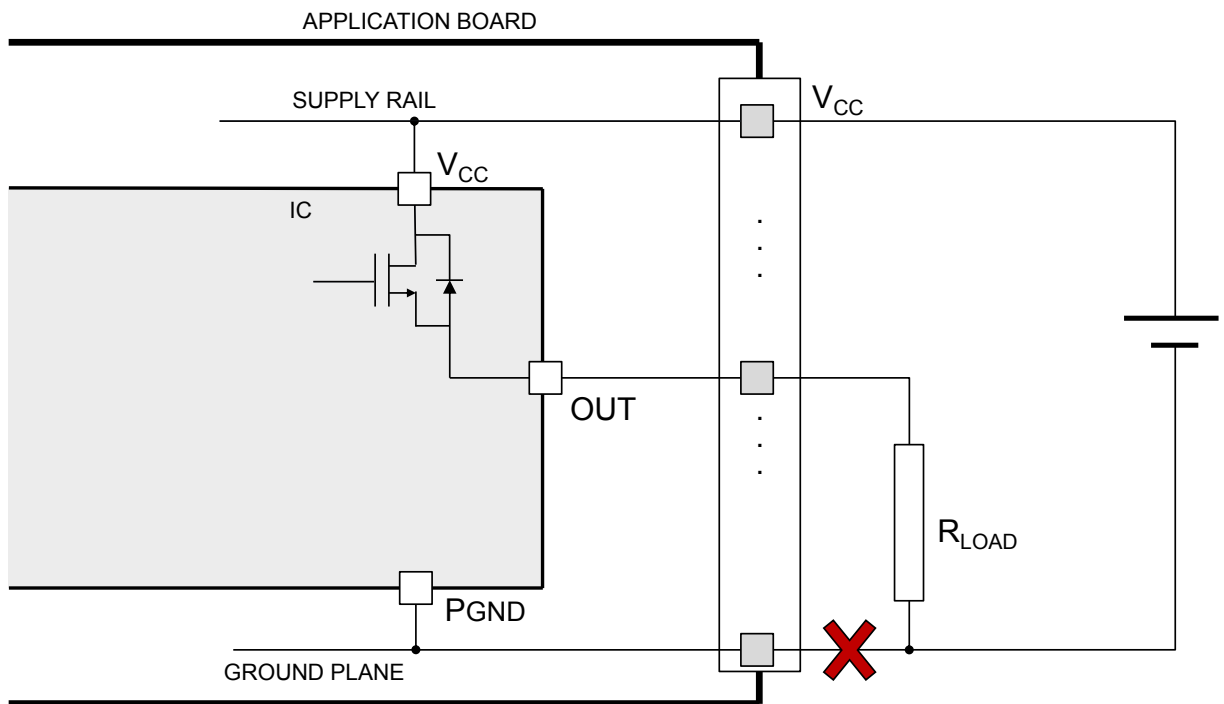 APPLICATION BOARD
SUPPLY RAIL
VCC
VCC
IC
OUT
RLOAD
PGND
GROUND PLANE